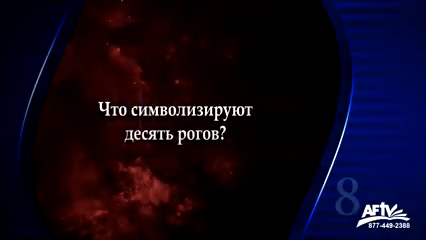 Что символизируют
десять рогов?
8
AFTV
877-449-2388